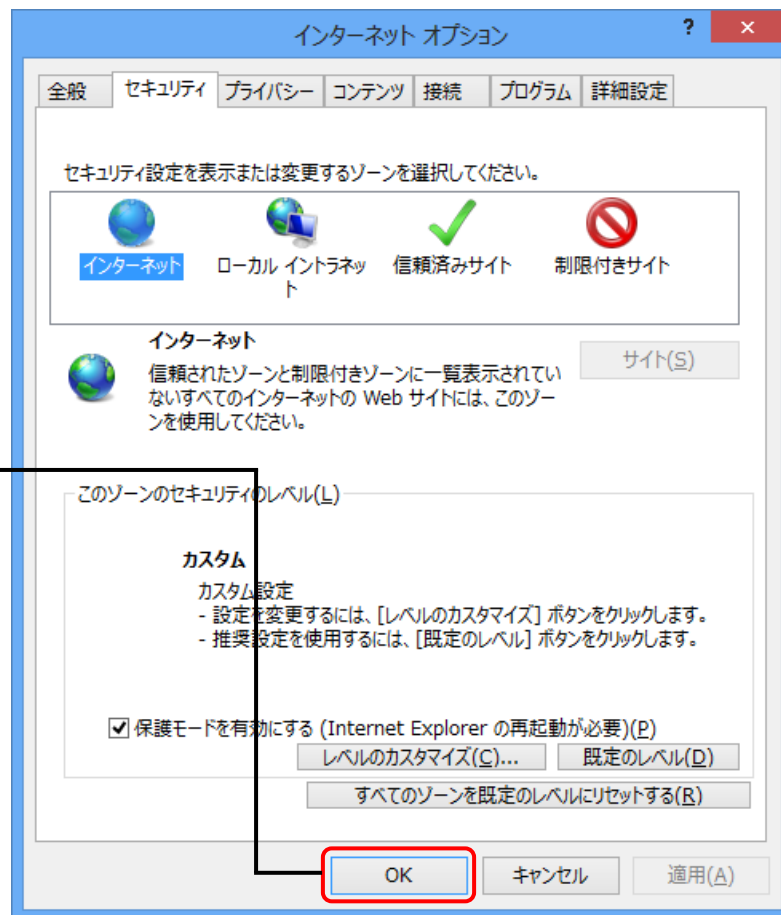 インターネット オプション
?
×
全般 セキュリティ プライバシー コンテンツ 接続 プログラム 詳細設定
セキュリティ設定を表示または変更するゾーンを選択してください。
インターネット
ローカル イントラネッ
ト
信頼済みサイト
制限付きサイト
インターネット
信頼されたゾーンと制限付きゾーンに一覧表示されてい
ないすべてのインターネットの Web サイトには、このゾー
ンを使用してください。
サイト(S)
このゾーンのセキュリティのレベル(L)
カスタム
カスタム設定
- 設定を変更するには、[レベルのカスタマイズ] ボタンをクリックします。
- 推奨設定を使用するには、[既定のレベル] ボタンをクリックします。
保護モードを有効にする (Internet Explorer の再起動が必要)(P)
レベルのカスタマイズ(C)... 既定のレベル(D)
すべてのゾーンを既定のレベルにリセットする(R)
OK キャンセル 適用(A)